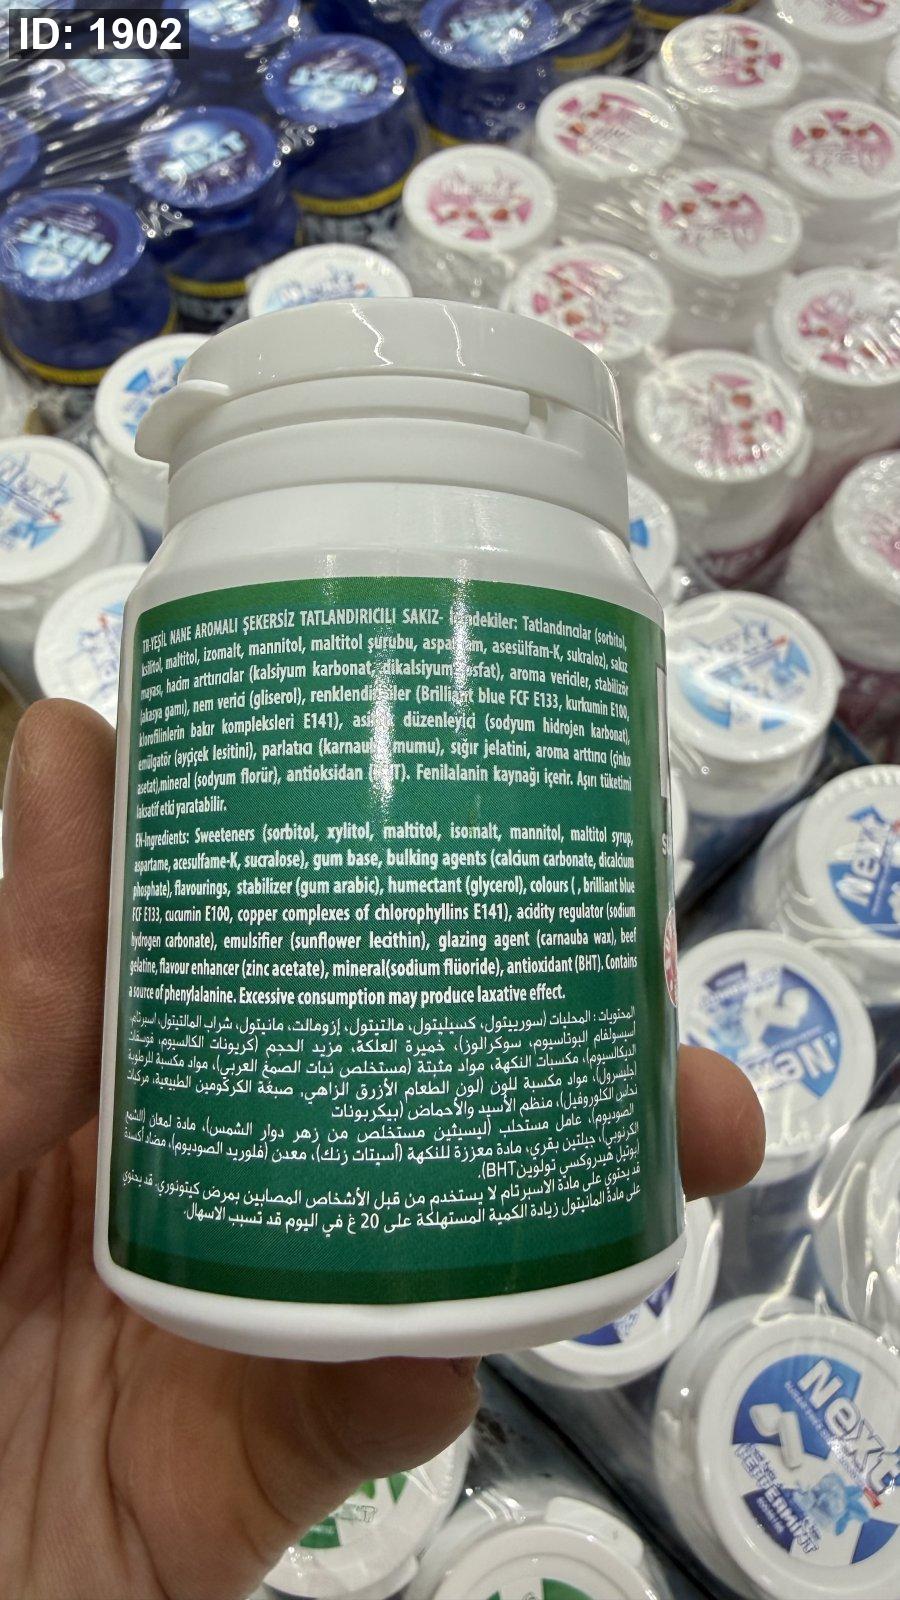 ID: 1902
NEXT
NEXT
NEXT
NEXT
TR-YEŞİL NANE AROMALI ŞEKERSİZ TATLANDIRICILI SAKIZ- İçindekiler: Tatlandırıcılar (sorbitol,
ksilitol, maltitol, izomalt, mannitol, maltitol şurubu, aspartam, asesülfam-K, sukraloz), sakız
mayası, hacim arttırıcılar (kalsiyum karbonat, dikalsiyum fosfat), aroma vericiler, stabilizör
(akasya gamı), nem verici (gliserol), renklendiriciler (Brilliant blue FCF E133, kurkumin E100,
klorofilinlerin bakır kompleksleri E141), asitlik düzenleyici (sodyum hidrojen karbonat),
emülgatör (ayçiçek lesitini), parlatıcı (karnauba mumu), sığır jelatini, aroma arttırıcı (çinko
asetat),mineral (sodyum florür), antioksidan (BHT). Fenilalanin kaynağı içerir. Aşırı tüketimi
laksatif etki yaratabilir.
EN-Ingredients: Sweeteners (sorbitol, xylitol, maltitol, isomalt, mannitol, maltitol syrup,
aspartame, acesulfame-K, sucralose), gum base, bulking agents (calcium carbonate, dicalcium
phosphate), flavourings, stabilizer (gum arabic), humectant (glycerol), colours ( , brilliant blue
FCF E133, cucumin E100, copper complexes of chlorophyllins E141), acidity regulator (sodium
hydrogen carbonate), emulsifier (sunflower lecithin), glazing agent (carnauba wax), beef
gelatine, flavour enhancer (zinc acetate), mineral(sodium flüoride), antioxidant (BHT). Contains
a source of phenylalanine. Excessive consumption may produce laxative effect.
المحتويات: المحليات (سوربيتول، كسيليتول، مالتيتول، إزومالت، مانيتول، شراب المالتيتول، اسبرتام،
أسيسولفام البوتاسيوم، سوكرالوز)، خميرة العلكة، مزيد الحجم (كربونات الكالسيوم، فوسفات
الديكالسيوم)، مكسبات النكهة، مواد مثبتة (مستخلص نبات الصمغ العربي)، مواد مكسبة للرطوبة
(جليسرول)، مواد مكسبة للون (لون الطعام الأزرق الزاهي، صبغة الكركومين الطبيعية، مركبات
نحاس الكلوروفيل)، منظم الأسيد والأحماض (بيكربونات
الصوديوم)، عامل مستحلب (ليسيثين مستخلص من زهر دوار الشمس)، مادة لمعان (الشمع
الكرنوبي)، جيلتين بقري، مادة معززة للنكهة (أسيتات زنك)، معدن (فلوريد الصوديوم)، مضاد أكسدة
(بوتيل هيدروكسي تولوين BHT).
قد يحتوي على مادة الاسبرتام لا يستخدم من قبل الأشخاص المصابين بمرض كيتونوري، قد يحتوي
على مادة المانيتول زيادة الكمية المستهلكة على 20 غ في اليوم قد تسبب الاسهال.
Next
Next
Next
PEPPERMINT